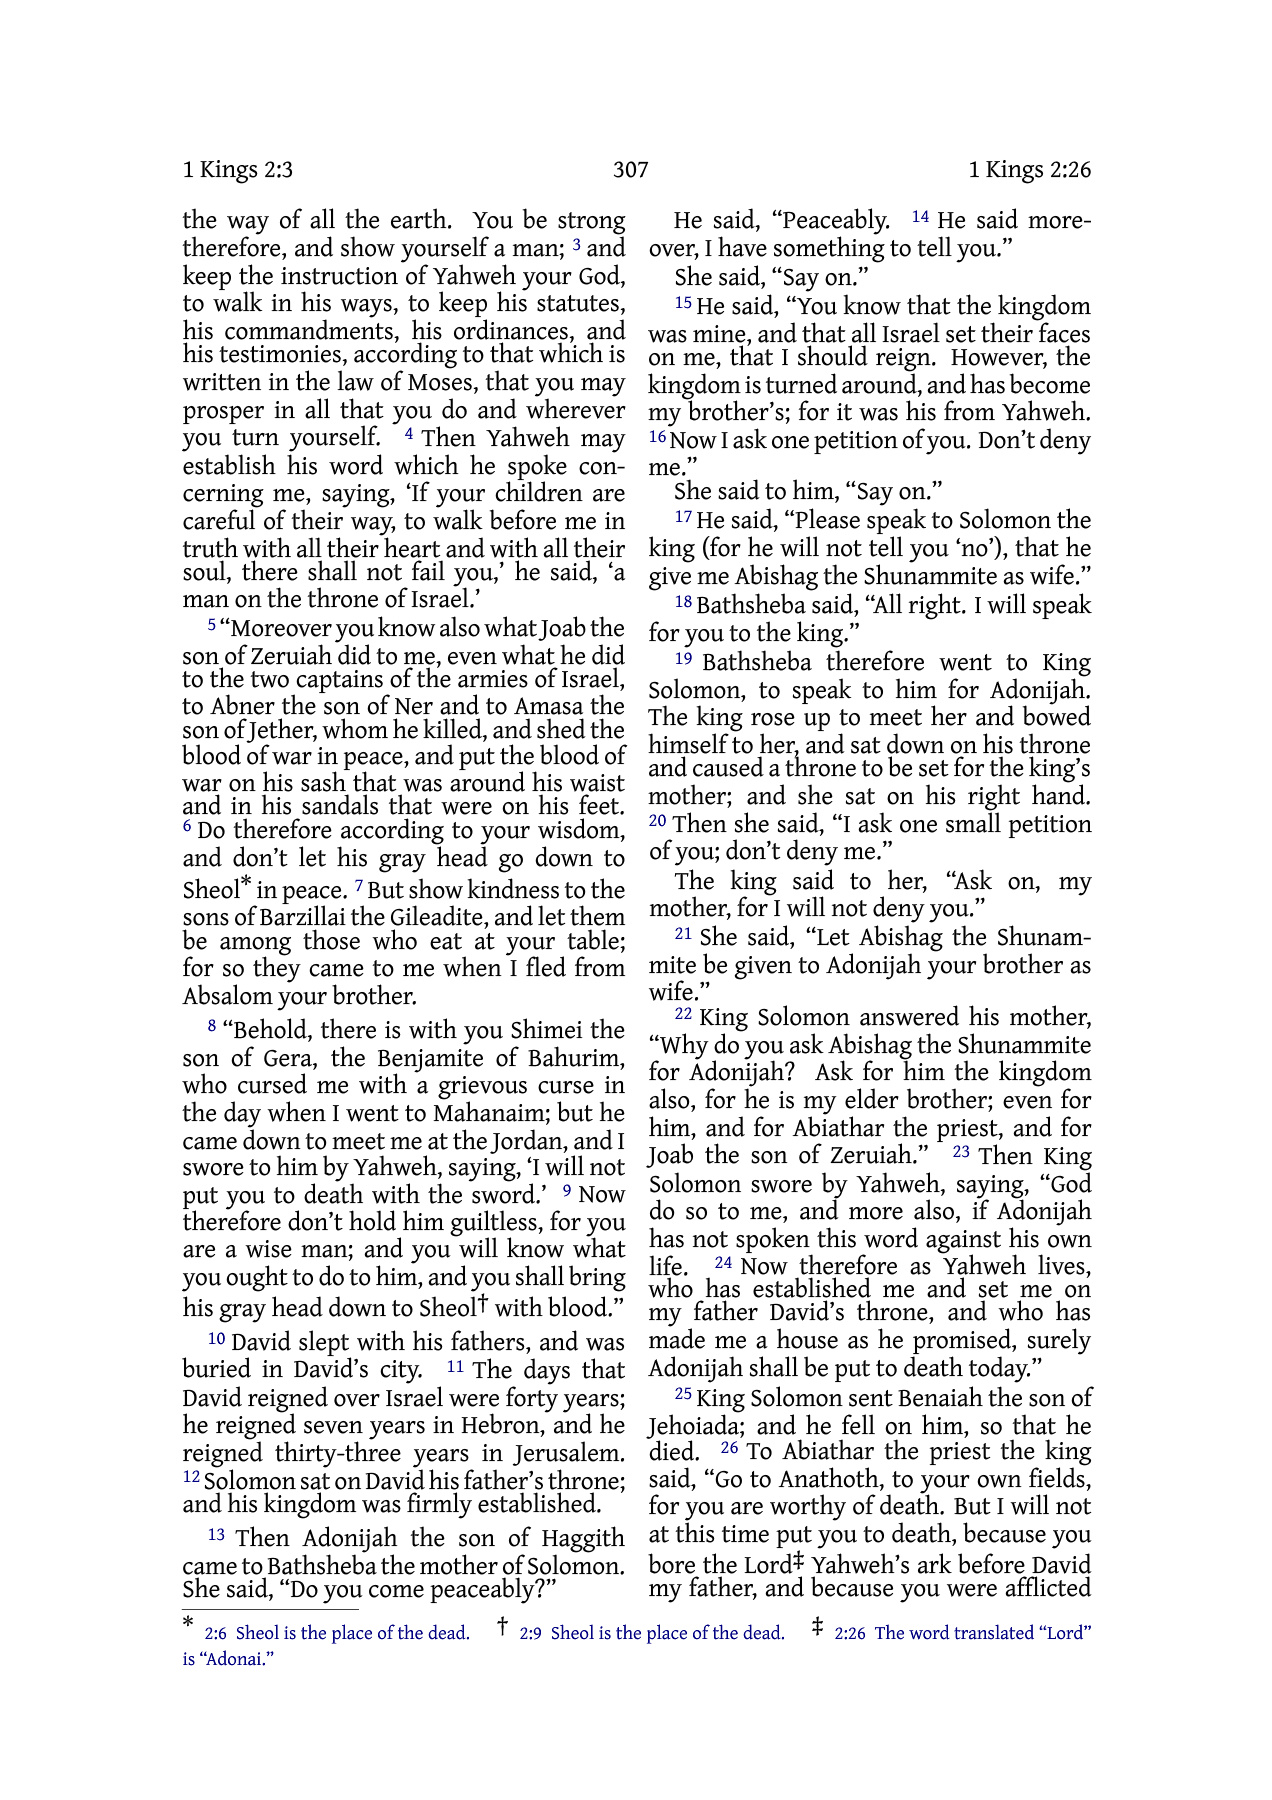 1 Kings 2:3 307 1 Kings 2:26
the way of all the earth. You be strong
therefore, and show yourself a man; 3 and
keep the instruction of Yahweh your God,
to walk in his ways, to keep his statutes,
his commandments, his ordinances, and
his testimonies, according to that which is
written in the law of Moses, that you may
prosper in all that you do and wherever
you turn yourself. 4 Then Yahweh may
establish his word which he spoke con-
cerning me, saying, ‘If your children are
careful of their way, to walk before me in
truth with all their heart and with all their
soul, there shall not fail you,’ he said, ‘a
man on the throne of Israel.’
5 “Moreover you know also what Joab the
son of Zeruiah did to me, even what he did
to the two captains of the armies of Israel,
to Abner the son of Ner and to Amasa the
son of Jether, whom he killed, and shed the
blood of war in peace, and put the blood of
war on his sash that was around his waist
and in his sandals that were on his feet.
6 Do therefore according to your wisdom,
and don’t let his gray head go down to
Sheol* in peace. 7 But show kindness to the
sons of Barzillai the Gileadite, and let them
be among those who eat at your table;
for so they came to me when I fled from
Absalom your brother.
8 “Behold, there is with you Shimei the
son of Gera, the Benjamite of Bahurim,
who cursed me with a grievous curse in
the day when I went to Mahanaim; but he
came down to meet me at the Jordan, and I
swore to him by Yahweh, saying, ‘I will not
put you to death with the sword.’ 9 Now
therefore don’t hold him guiltless, for you
are a wise man; and you will know what
you ought to do to him, and you shall bring
his gray head down to Sheol† with blood.”
10 David slept with his fathers, and was
buried in David’s city. 11 The days that
David reigned over Israel were forty years;
he reigned seven years in Hebron, and he
reigned thirty-three years in Jerusalem.
12 Solomon sat on David his father’s throne;
and his kingdom was firmly established.
13 Then Adonijah the son of Haggith
came to Bathsheba the mother of Solomon.
She said, “Do you come peaceably?”
He said, “Peaceably. 14 He said more-
over, I have something to tell you.”
She said, “Say on.”
15 He said, “You know that the kingdom
was mine, and that all Israel set their faces
on me, that I should reign. However, the
kingdom is turned around, and has become
my brother’s; for it was his from Yahweh.
16 Now I ask one petition of you. Don’t deny
me.”
She said to him, “Say on.”
17 He said, “Please speak to Solomon the
king (for he will not tell you ‘no’), that he
give me Abishag the Shunammite as wife.”
18 Bathsheba said, “All right. I will speak
for you to the king.”
19 Bathsheba therefore went to King
Solomon, to speak to him for Adonijah.
The king rose up to meet her and bowed
himself to her, and sat down on his throne
and caused a throne to be set for the king’s
mother; and she sat on his right hand.
20 Then she said, “I ask one small petition
of you; don’t deny me.”
The king said to her, “Ask on, my
mother, for I will not deny you.”
21 She said, “Let Abishag the Shunam-
mite be given to Adonijah your brother as
wife.”
22 King Solomon answered his mother,
“Why do you ask Abishag the Shunammite
for Adonijah? Ask for him the kingdom
also, for he is my elder brother; even for
him, and for Abiathar the priest, and for
Joab the son of Zeruiah.” 23 Then King
Solomon swore by Yahweh, saying, “God
do so to me, and more also, if Adonijah
has not spoken this word against his own
life. 24 Now therefore as Yahweh lives,
who has established me and set me on
my father David’s throne, and who has
made me a house as he promised, surely
Adonijah shall be put to death today.”
25 King Solomon sent Benaiah the son of
Jehoiada; and he fell on him, so that he
died. 26 To Abiathar the priest the king
said, “Go to Anathoth, to your own fields,
for you are worthy of death. But I will not
at this time put you to death, because you
bore the Lord‡ Yahweh’s ark before David
my father, and because you were afflicted
* 2:6 Sheol is the place of the dead. † 2:9 Sheol is the place of the dead. ‡ 2:26 The word translated “Lord”
is “Adonai.”